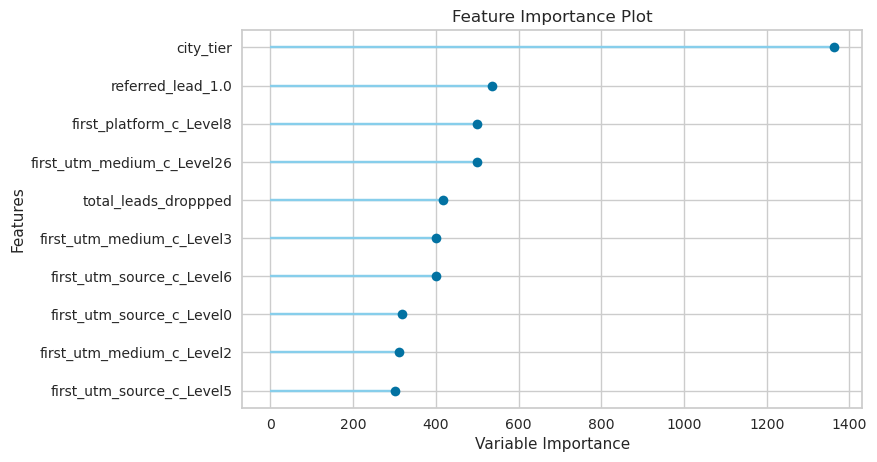 Feature Importance Plot
city_tier
referred_lead_1.0
first_platform_c_Level8
first_utm_medium_c_Level26
total_leads_droppped
first_utm_medium_c_Level3
first_utm_source_c_Level6
first_utm_source_c_Level0
first_utm_medium_c_Level2
first_utm_source_c_Level5
Features
0 200 400 600 800 1000 1200 1400
Variable Importance